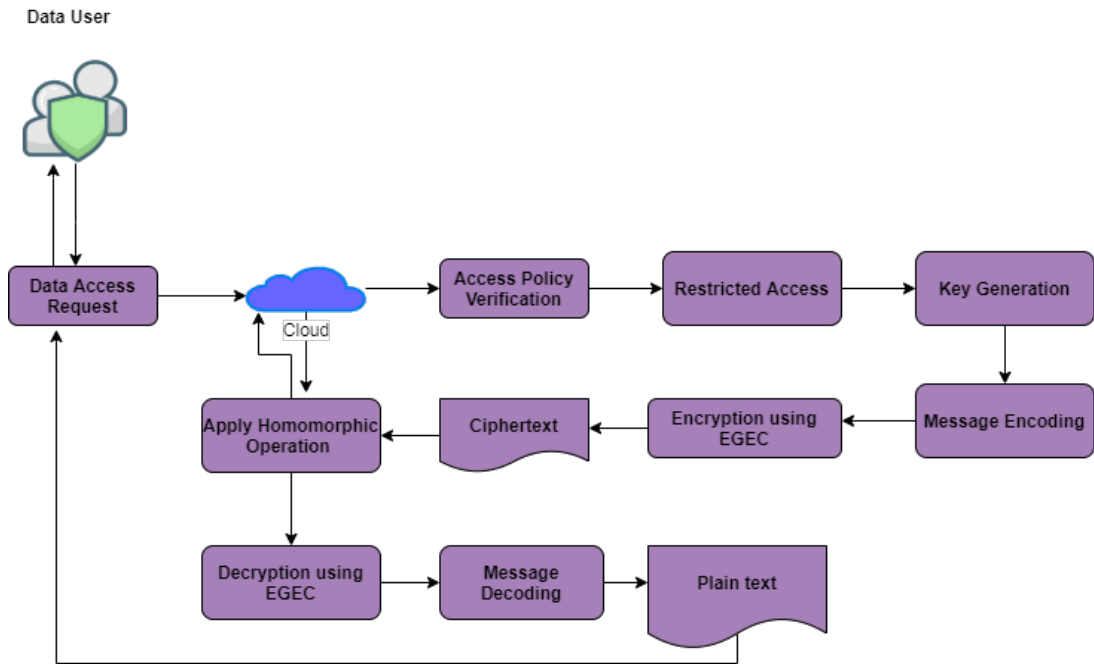 Data User
Data Access
Request
Cloud
Access Policy
Verification
Restricted Access
Key Generation
Message Encoding
Encryption using
EGEC
Ciphertext
Apply Homomorphic
Operation
Decryption using
EGEC
Message
Decoding
Plain text